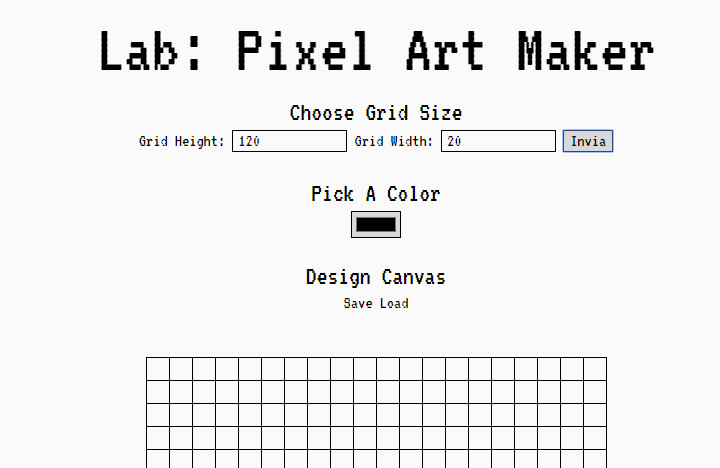 Lab: Pixel Art Maker
Choose Grid Size
Grid Height: 120 Grid Width: 20 Invia
Pick A Color
Design Canvas
Save Load